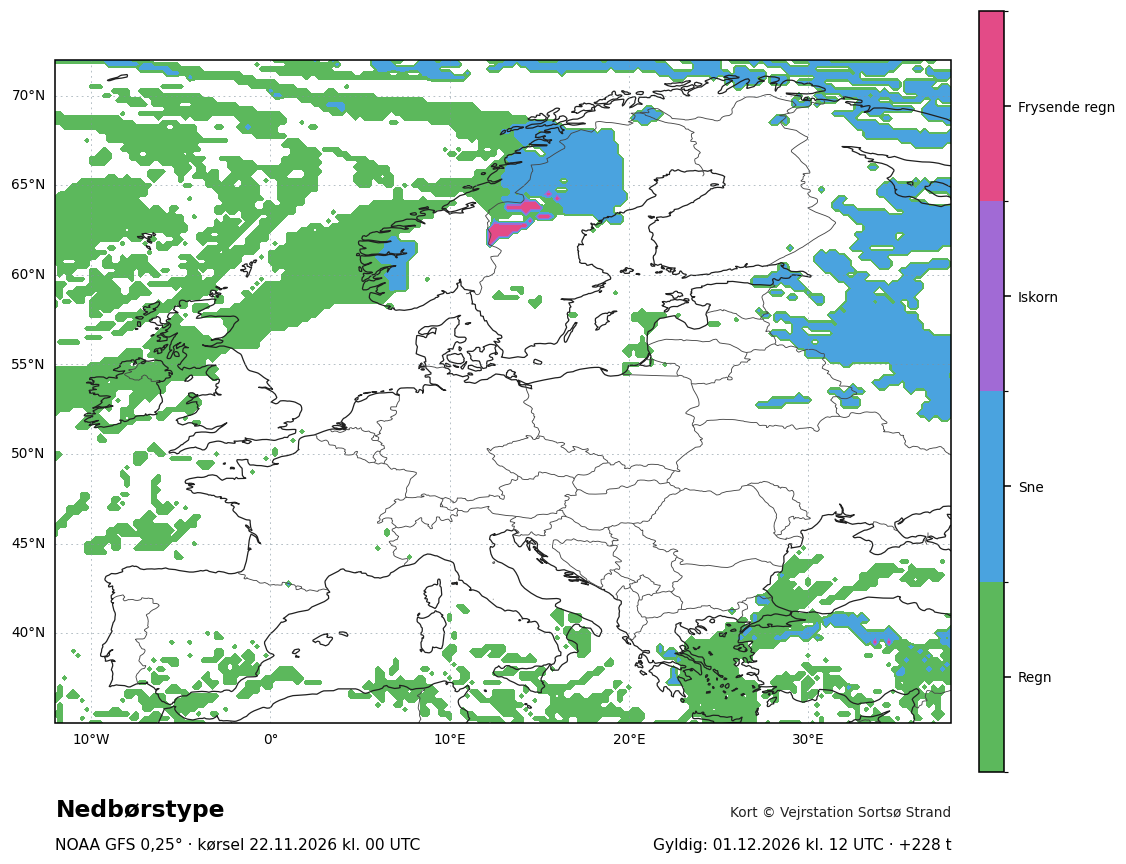 70°N
65°N
60°N
55°N
50°N
45°N
40°N
10°W
0°
10°E
20°E
30°E
Frysende regn
Iskorn
Sne
Regn
Nedbørstype
Kort © Vejrstation Sortsø Strand
NOAA GFS 0,25° · kørsel 22.11.2026 kl. 00 UTC
Gyldig: 01.12.2026 kl. 12 UTC · +228 t